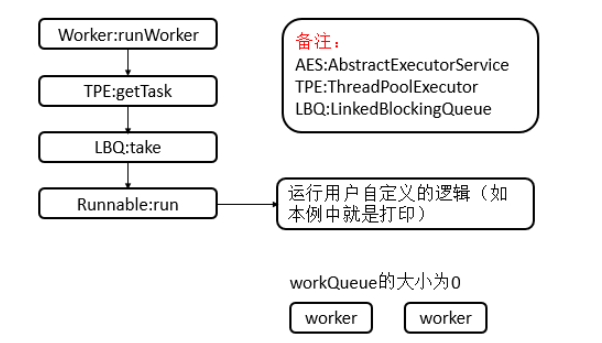 Worker:runWorker
TPE:getTask
LBQ:take
Runnable:run
备注：
AES:AbstractExecutorService
TPE:ThreadPoolExecutor
LBQ:LinkedBlockingQueue
运行用户自定义的逻辑（如
本例中就是打印）
workQueue的大小为0
worker
worker